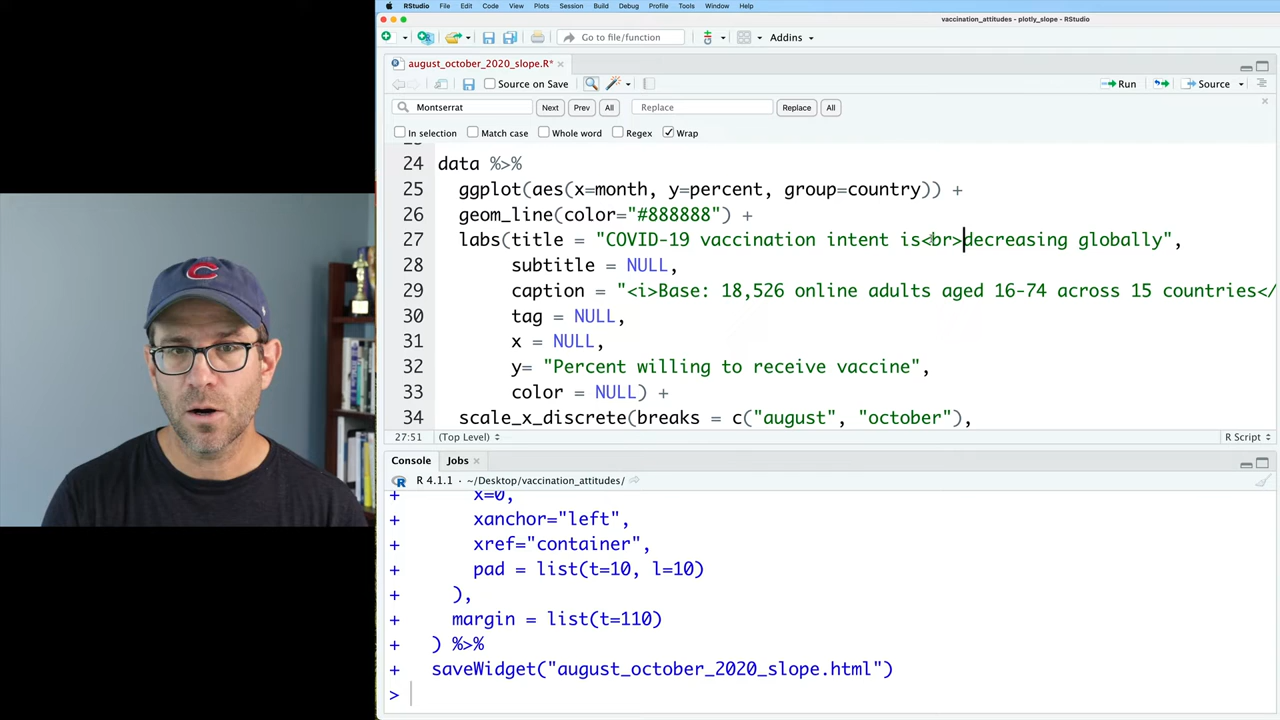 RStudio File Edit Code View Plots Session Build Debug Profile Tools Window Help
vaccination_attitudes - plotly_slope - RStudio
Go to file/function Addins
august_october_2020_slope.R*
Source on Save Run Source
Montserrat Next Prev All Replace Replace All
In selection Match case Whole word Regex Wrap
24 data %>%
25 ggplot(aes(x=month, y=percent, group=country)) +
26 geom_line(color="#888888") +
27 labs(title = "COVID-19 vaccination intent is<br>decreasing globally",
28 subtitle = NULL,
29 caption = "<i>Base: 18,526 online adults aged 16-74 across 15 countries</
30 tag = NULL,
31 x = NULL,
32 y= "Percent willing to receive vaccine",
33 color = NULL) +
34 scale_x_discrete(breaks = c("august", "october"),
27:51 (Top Level) R Script
Console Jobs
R 4.1.1 · ~/Desktop/vaccination_attitudes/
+ x=0,
+ xanchor="left",
+ xref="container",
+ pad = list(t=10, l=10)
+ ),
+ margin = list(t=110)
+ ) %>%
+ saveWidget("august_october_2020_slope.html")
>